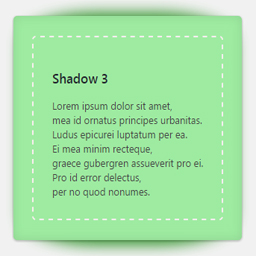 Shadow 3
Lorem ipsum dolor sit amet,
mea id ornatus principes urbanitas.
Ludus epicurei luptatum per ea.
Ei mea minim recteque,
graece gubergren assueverit pro ei.
Pro id error delectus,
per no quod nonumes.